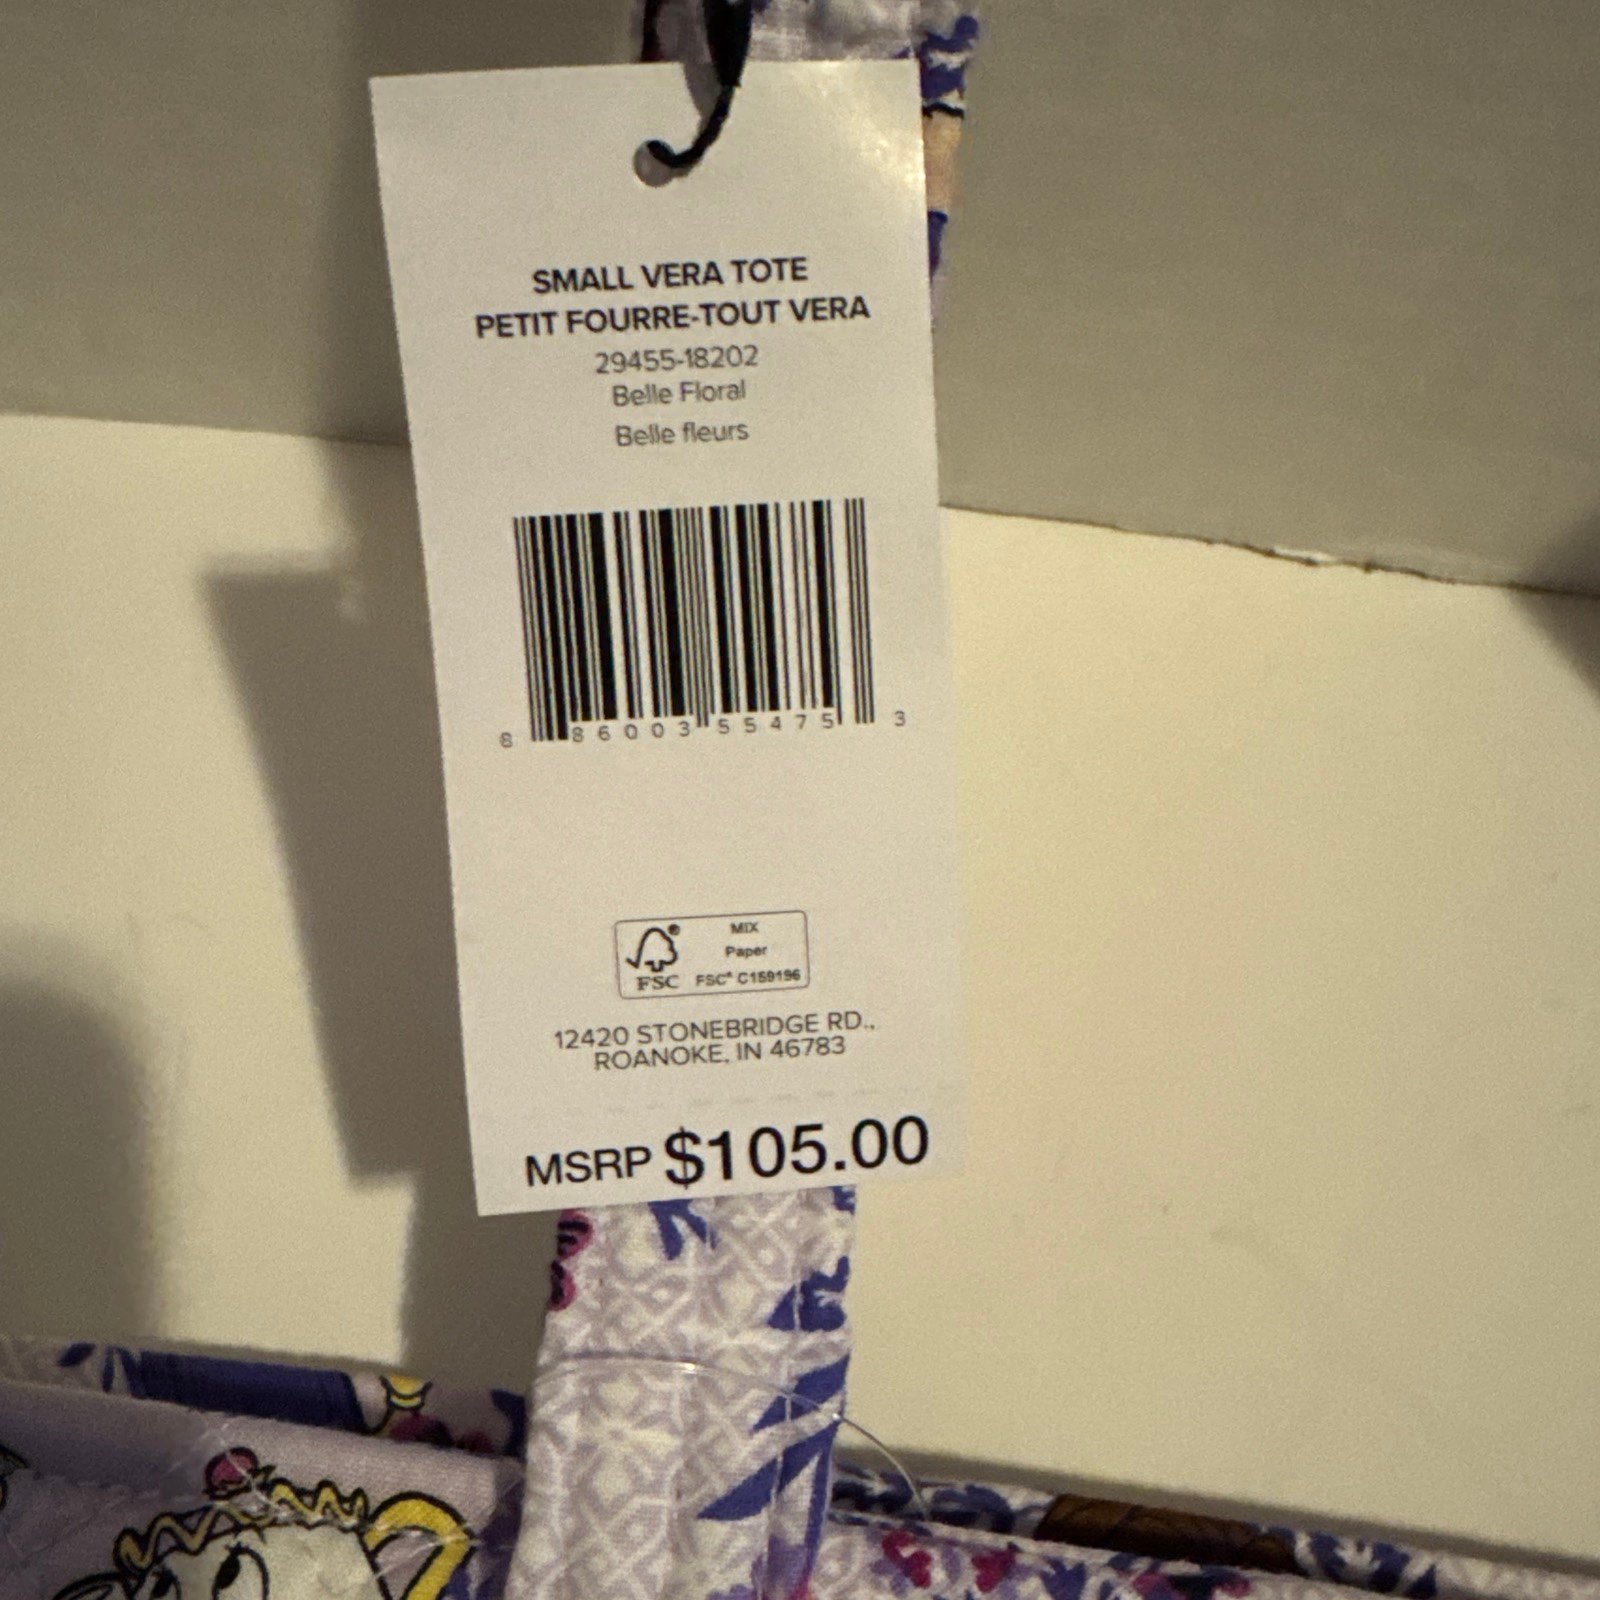 SMALL VERA TOTE
PETIT FOURRE-TOUT VERA
29455-18202
Belle Floral
Belle fleurs
8 86003 55475 3
MIX
Paper
FSC® C159196
FSC
12420 STONEBRIDGE RD.,
ROANOKE, IN 46783
MSRP $105.00